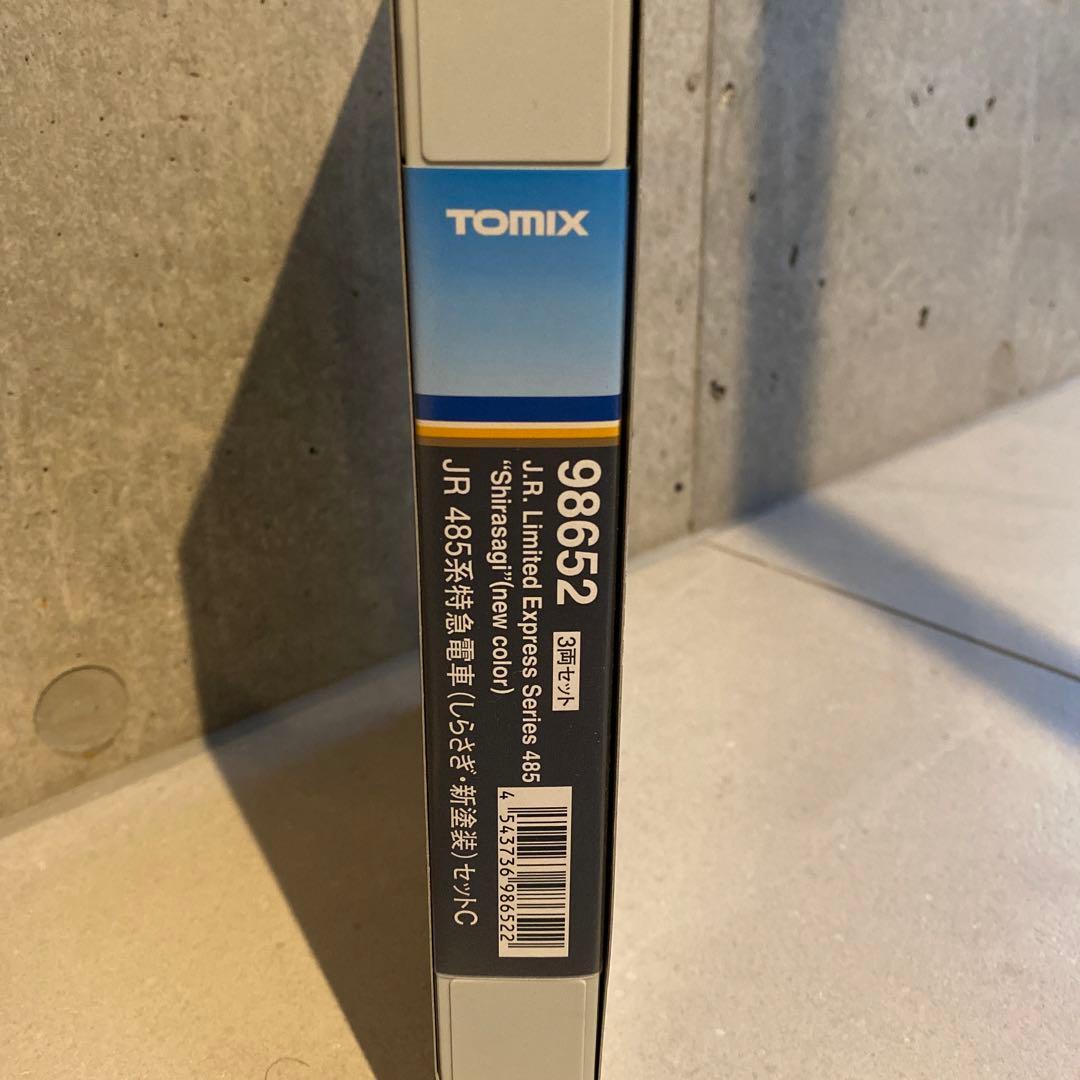 TOMIX
98652
3両セット
J.R. Limited Express Series 485
“Shirasagi”(new color)
JR 485系特急電車(しらさぎ・新塗装)セットC
4 543736 986522